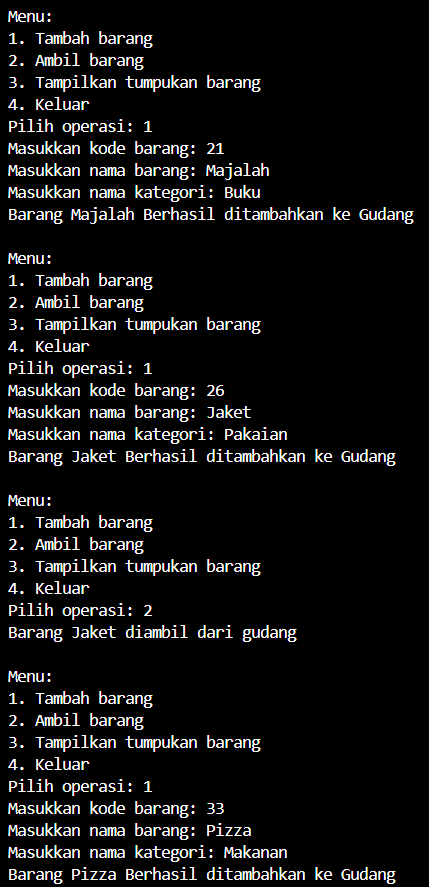 Menu:
1. Tambah barang
2. Ambil barang
3. Tampilkan tumpukan barang
4. Keluar
Pilih operasi: 1
Masukkan kode barang: 21
Masukkan nama barang: Majalah
Masukkan nama kategori: Buku
Barang Majalah Berhasil ditambahkan ke Gudang

Menu:
1. Tambah barang
2. Ambil barang
3. Tampilkan tumpukan barang
4. Keluar
Pilih operasi: 1
Masukkan kode barang: 26
Masukkan nama barang: Jaket
Masukkan nama kategori: Pakaian
Barang Jaket Berhasil ditambahkan ke Gudang

Menu:
1. Tambah barang
2. Ambil barang
3. Tampilkan tumpukan barang
4. Keluar
Pilih operasi: 2
Barang Jaket diambil dari gudang

Menu:
1. Tambah barang
2. Ambil barang
3. Tampilkan tumpukan barang
4. Keluar
Pilih operasi: 1
Masukkan kode barang: 33
Masukkan nama barang: Pizza
Masukkan nama kategori: Makanan
Barang Pizza Berhasil ditambahkan ke Gudang